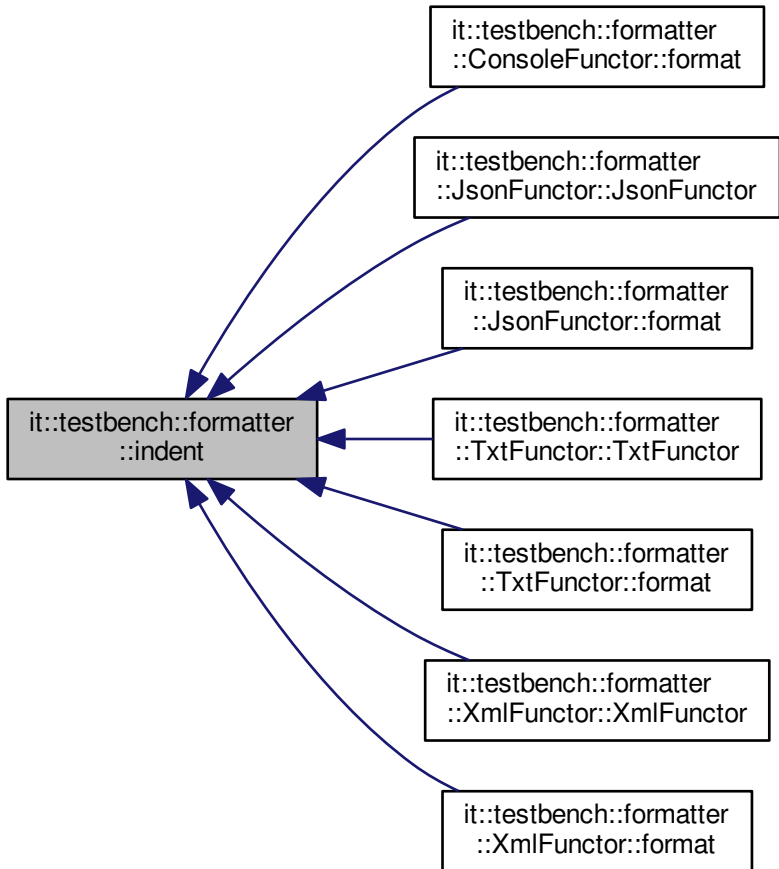 it::testbench::formatter
::ConsoleFunctor::format
it::testbench::formatter
::JsonFunctor::JsonFunctor
it::testbench::formatter
::JsonFunctor::format
it::testbench::formatter
::indent
it::testbench::formatter
::TxtFunctor::TxtFunctor
it::testbench::formatter
::TxtFunctor::format
it::testbench::formatter
::XmlFunctor::XmlFunctor
it::testbench::formatter
::XmlFunctor::format